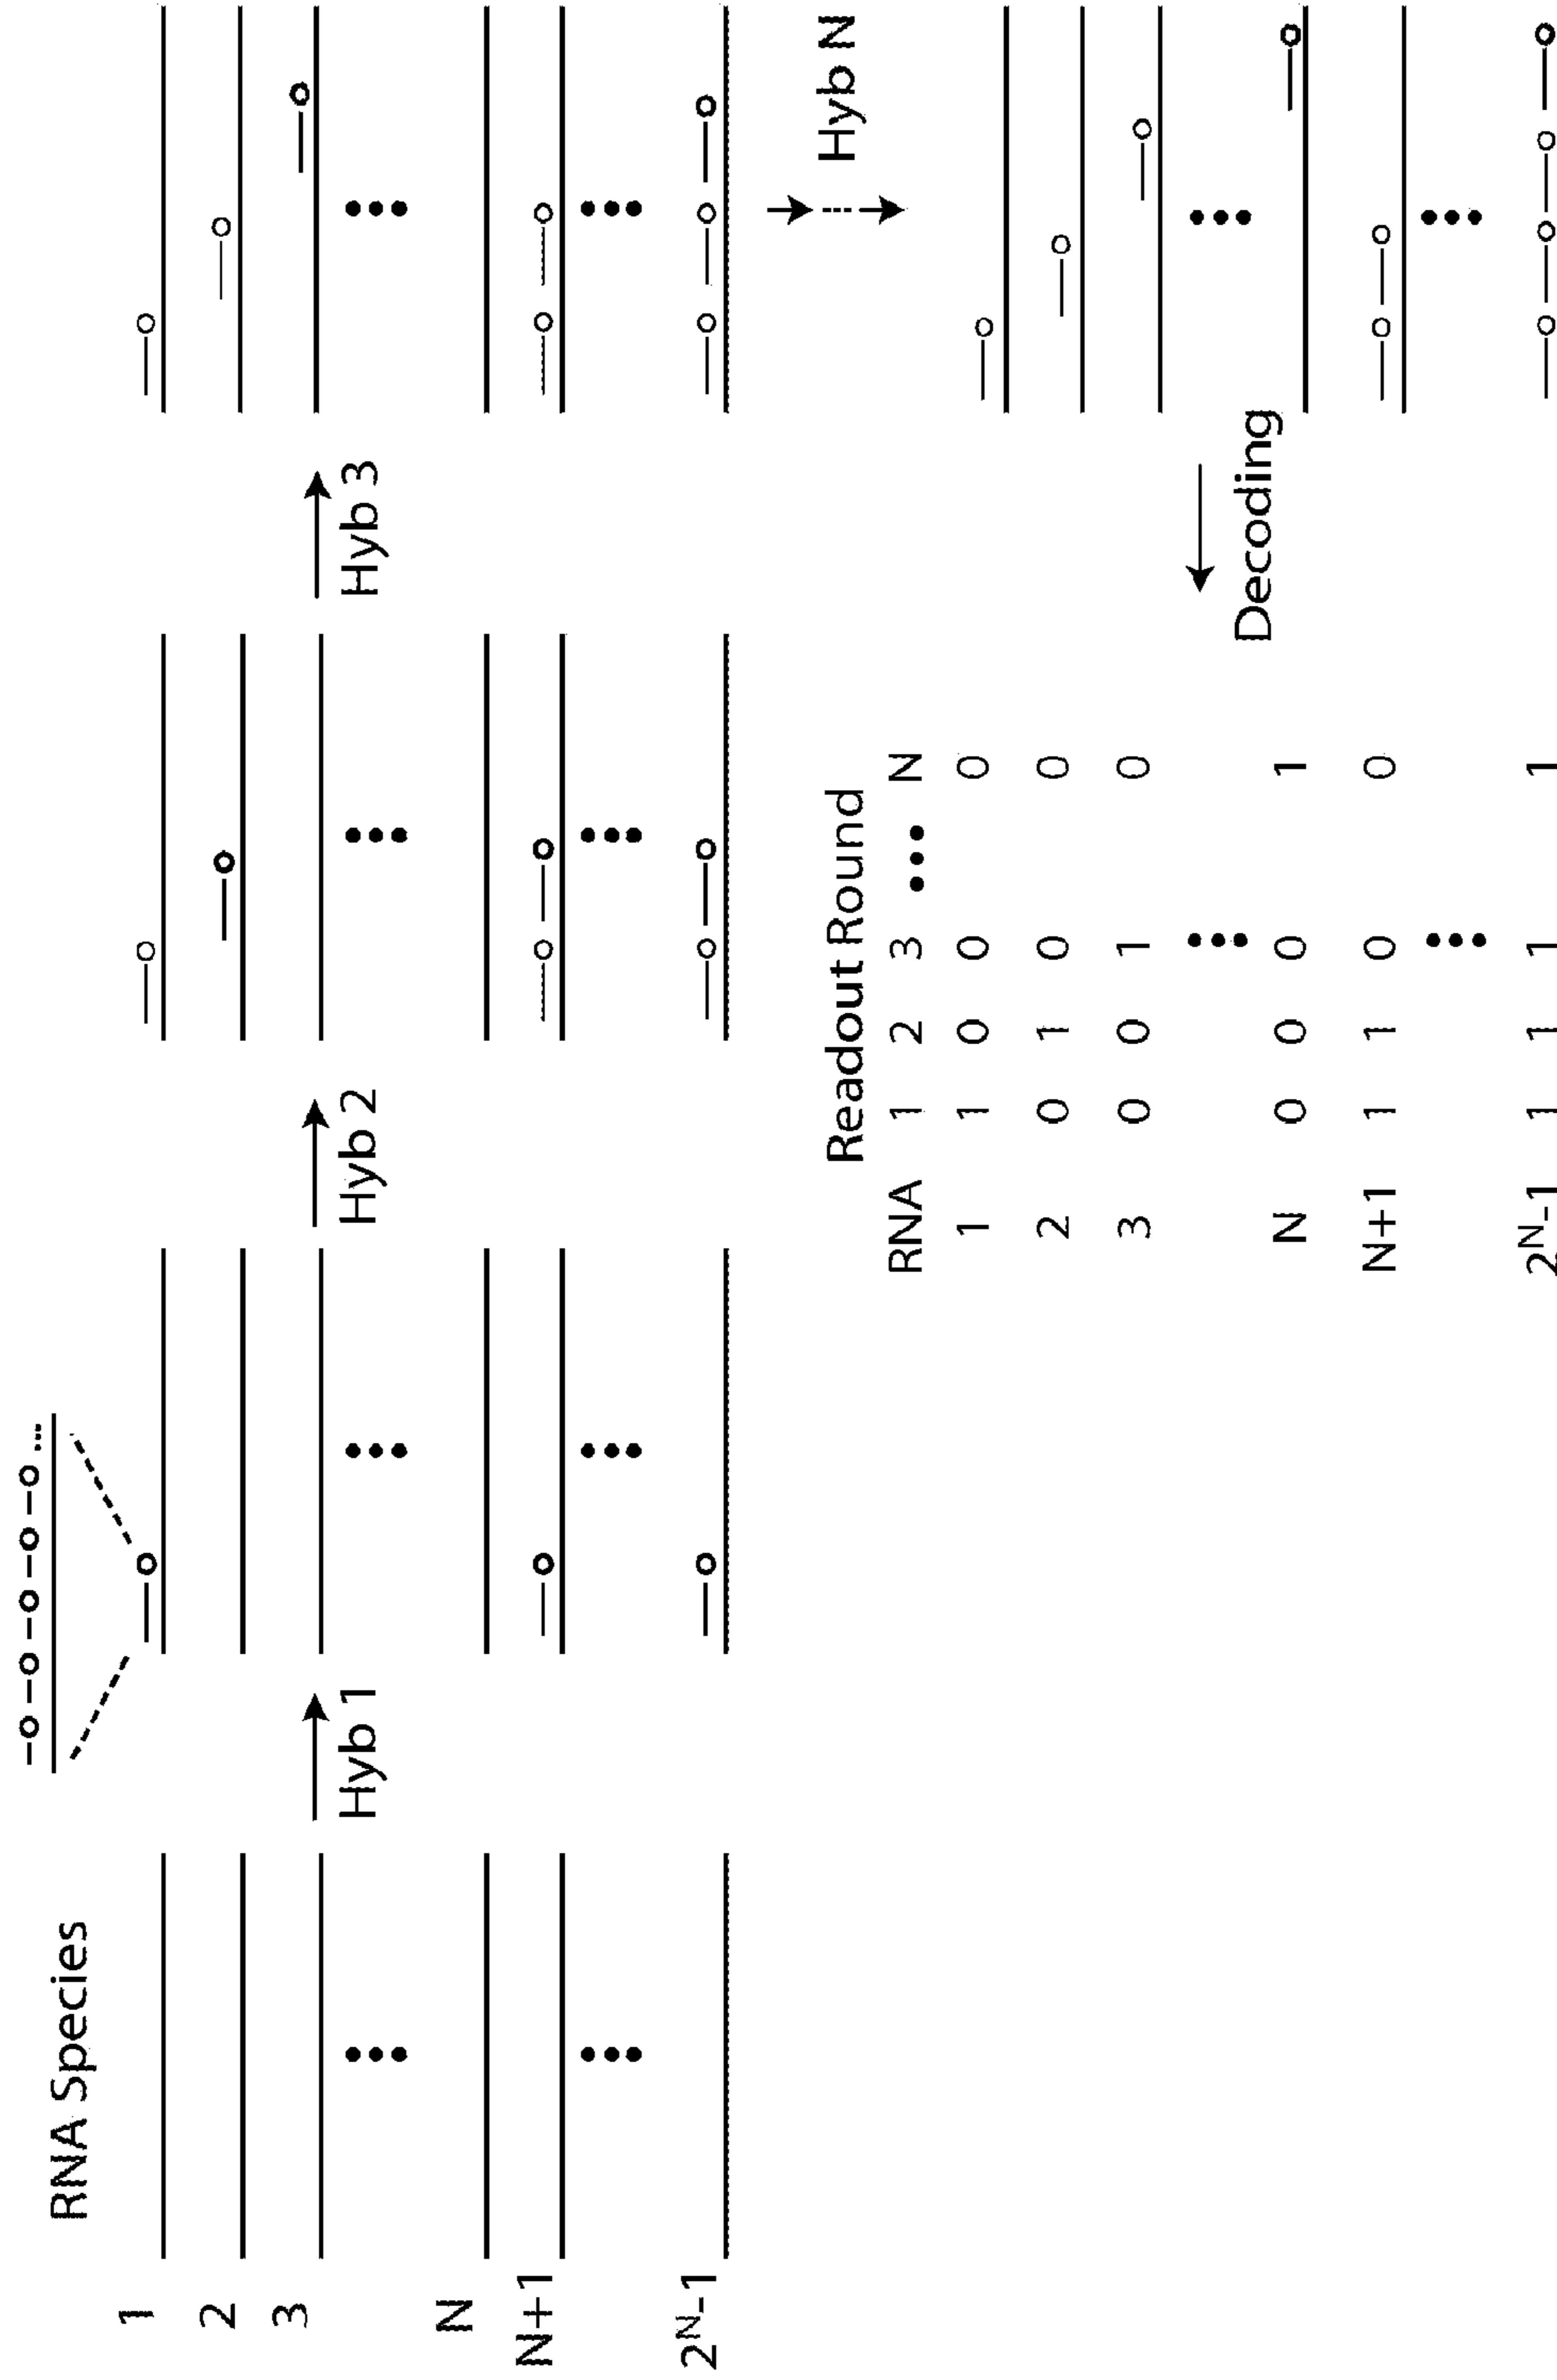 RNA Species
1
2
3
N
N+1
2ᴺ-1
Hyb 1
Hyb 2
Hyb 3
Hyb N
Decoding
Readout Round
RNA 1 2 3 ••• N
1 1 0 0 0
2 0 1 0 0
3 0 0 1 0
N 0 0 0 1
N+1 1 1 0 0
2ᴺ-1 1 1 1 1